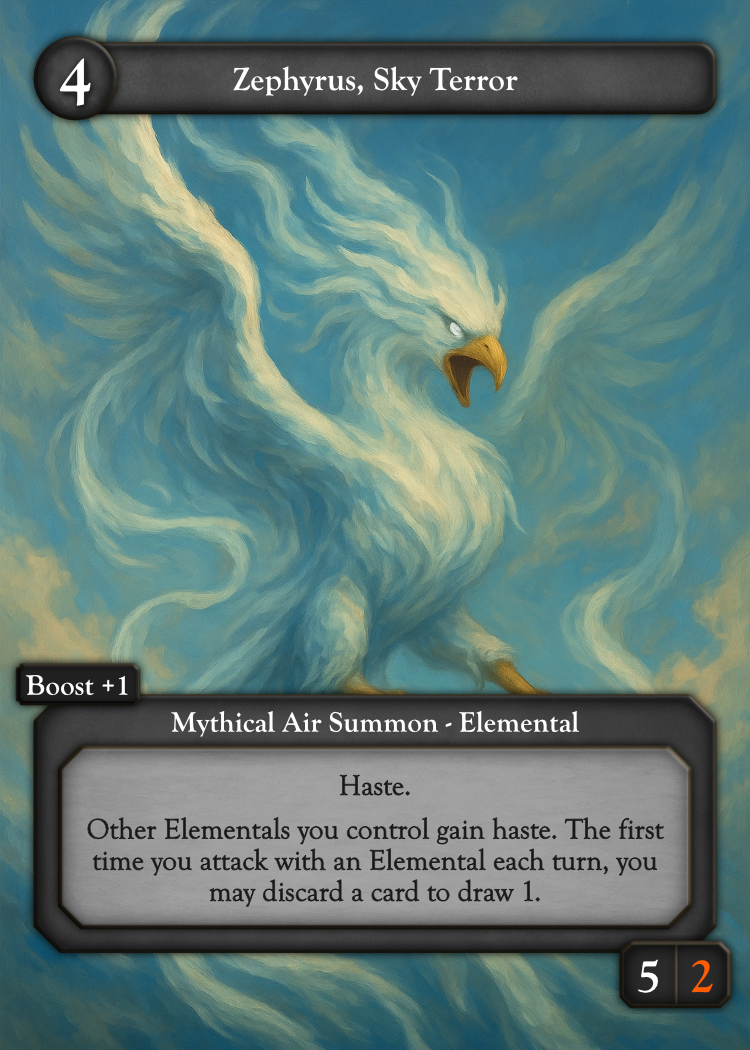 4
Zephyrus, Sky Terror
Boost +1
Mythical Air Summon - Elemental
Haste.
Other Elementals you control gain haste. The first
time you attack with an Elemental each turn, you
may discard a card to draw 1.
5 2